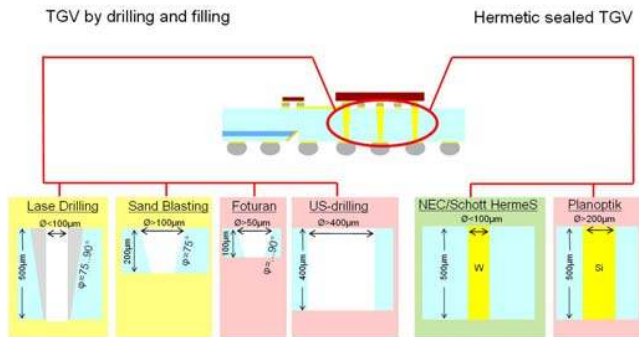 TGV by drilling and filling
Hermetic sealed TGV
Lase Drilling
Ø<100µm
500µm
φ=75..90°
Sand Blasting
Ø>100µm
200µm
φ=75°
Foturan
Ø>50µm
100µm
φ=...90°
US-drilling
Ø>400µm
400µm
NEC/Schott HermeS
Ø<100µm
500µm
W
Planoptik
Ø>200µm
500µm
Si